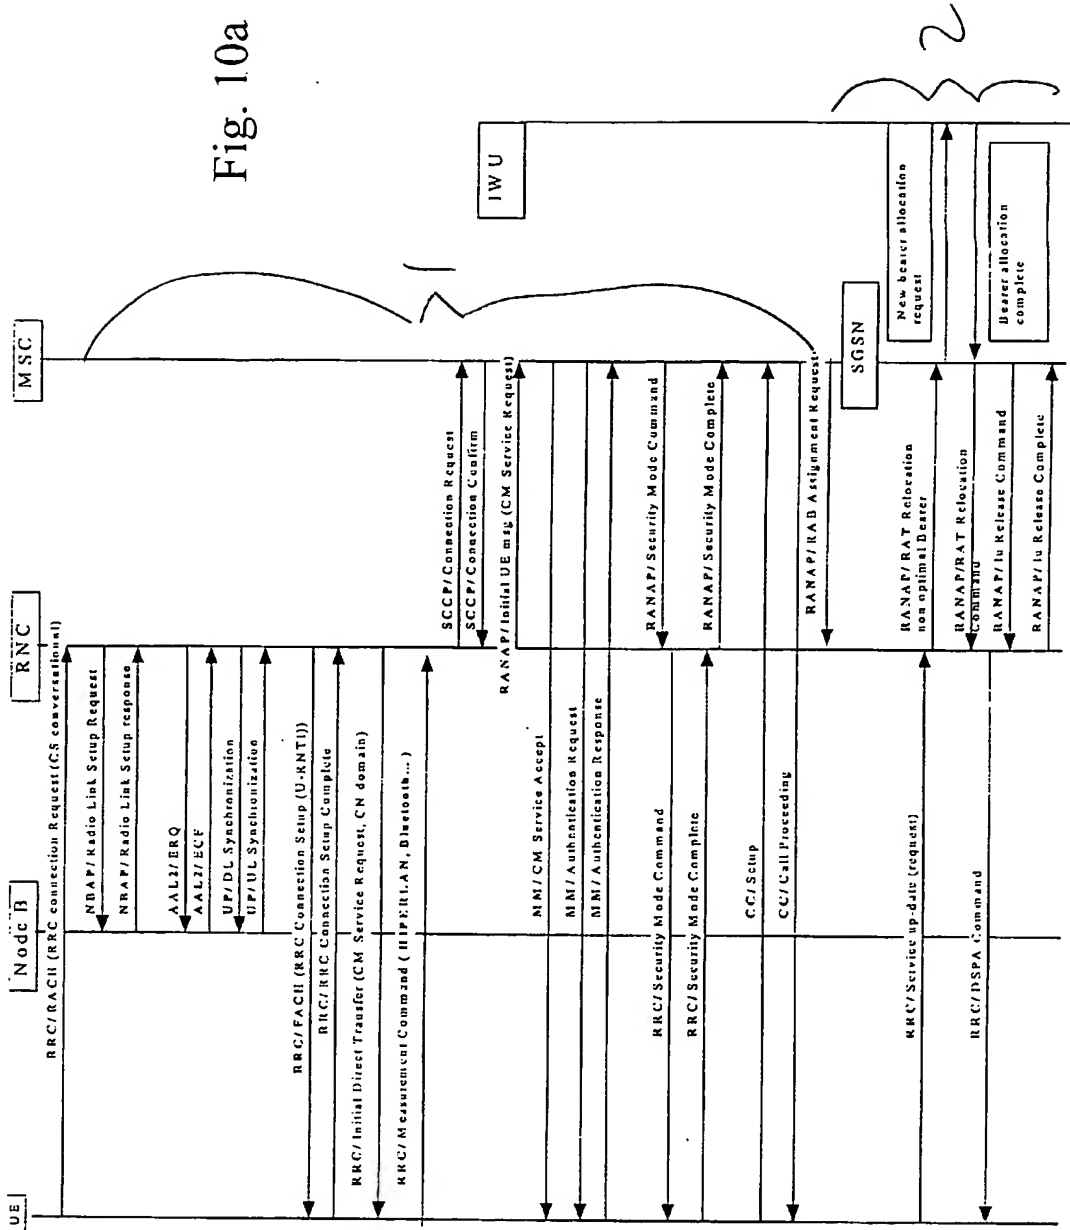 Fig. 10a
UE
Node B
RNC
MSC
RRC/RACH (RRC connection Request (CS conversational)
NBAP/Radio Link Setup Request
NBAP/Radio Link Setup response
AAL2/ERQ
AAL2/ECF
UP/DL Synchronization
UP/UL Synchronization
RRC/FACH (RRC Connection Setup (U-RNTI))
RRC/RRC Connection Setup Complete
RRC/Initial Direct Transfer (CM Service Request, CN domain)
RRC/Measurement Command (HIPERLAN, Bluetooth...)
SCCP/Connection Request
SCCP/Connection Confirm
RANAP/Initial UE msg (CM Service Request)
1
IWU
MM/CM Service Accept
MM/Authentication Request
MM/Authentication Response
RANAP/Security Mode Command
RRC/Security Mode Command
RANAP/Security Mode Complete
RRC/Security Mode Complete
CC/Setup
CC/Call Proceeding
RANAP/RAB Assignment Request
SGSN
2
RRC/Service up-date (request)
RANAP/RAT Relocation
non optimal Bearer
New bearer allocation
request
RANAP/RAT Relocation
Command
RRC/DSPA Command
RANAP/Iu Release Command
RANAP/Iu Release Complete
Bearer allocation
complete